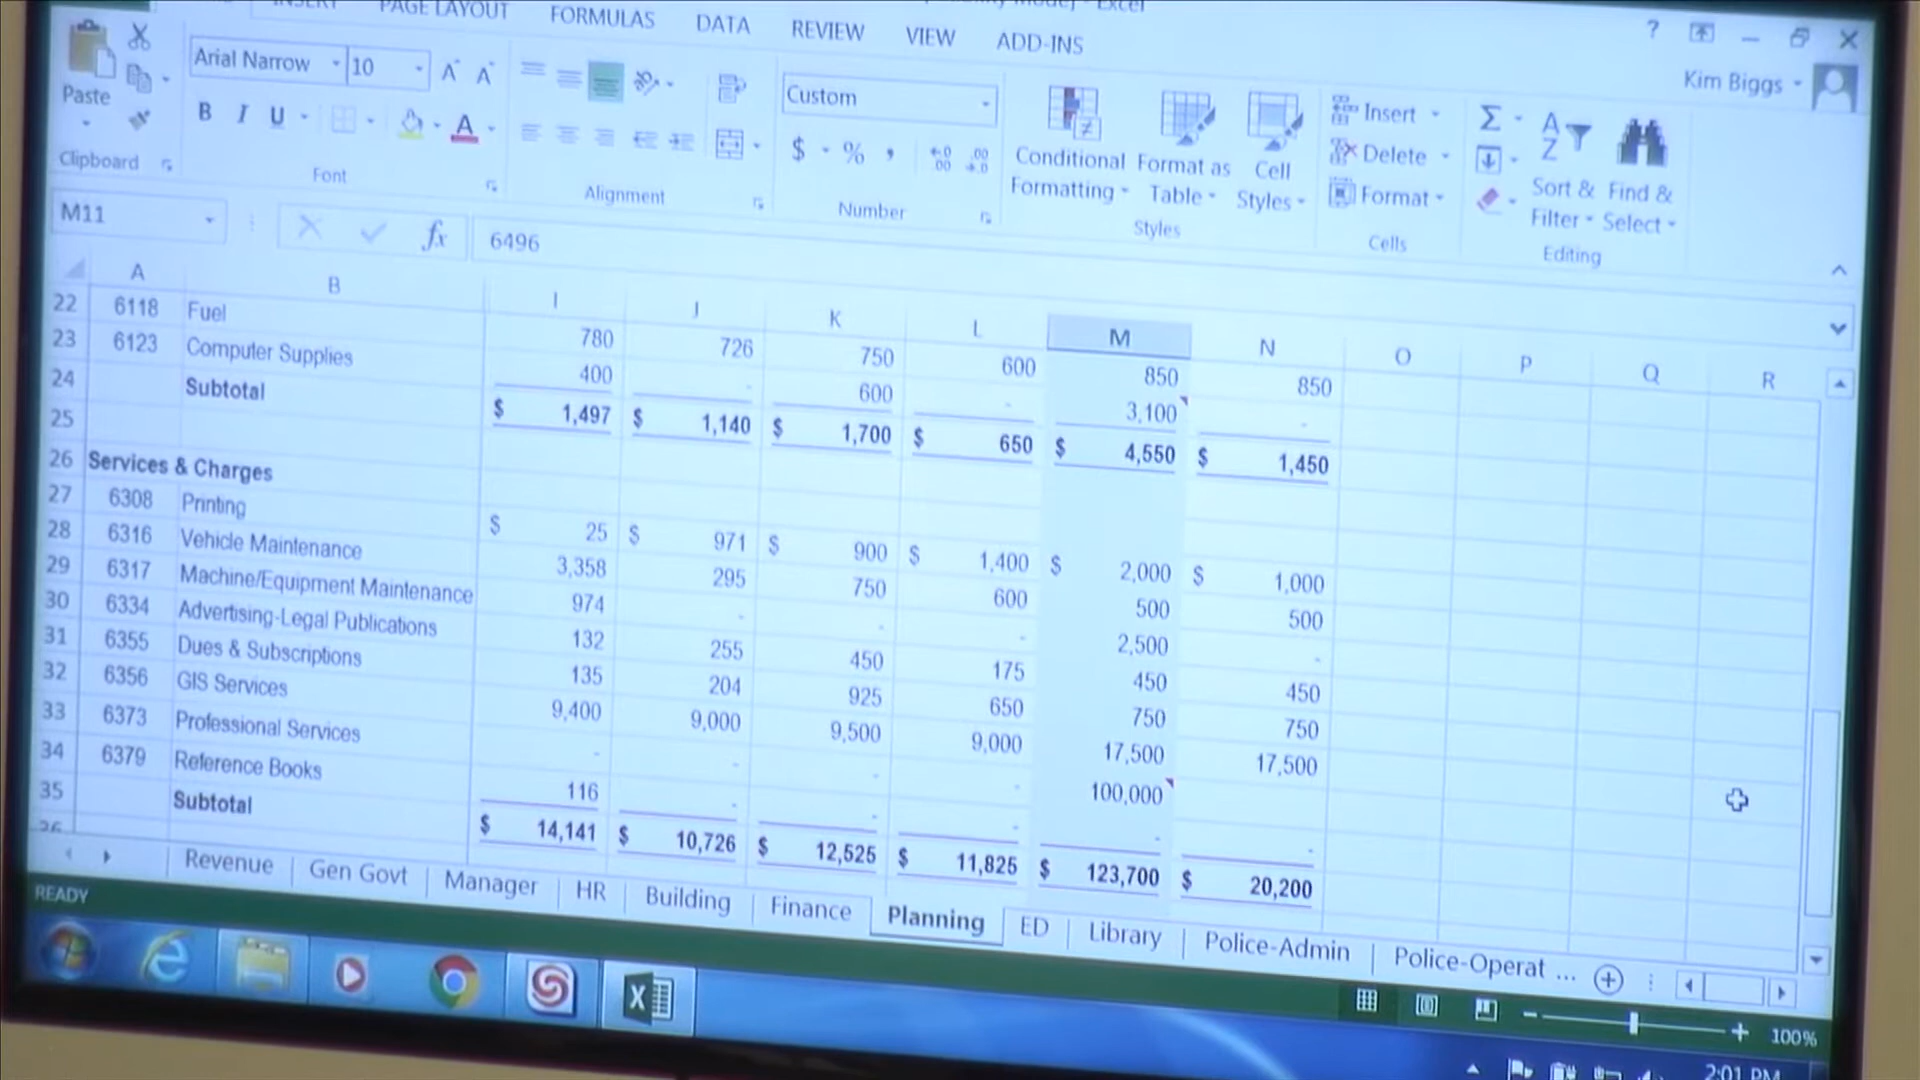 INSERT PAGE LAYOUT FORMULAS DATA REVIEW VIEW ADD-INS
Excel
?
Kim Biggs
Paste
Clipboard
Arial Narrow 10
B I U
Font
Alignment
Custom
$ % ,
Number
Conditional Formatting
Format as Table
Cell Styles
Styles
Insert
Delete
Format
Cells
Sort & Filter
Find & Select
Editing
M11 fx 6496
A B I J K L M N O P Q R
22 6118 Fuel 780 726 750 600 850 850
23 6123 Computer Supplies 400 - 600 - 3,100 -
24 Subtotal $ 1,497 $ 1,140 $ 1,700 $ 650 $ 4,550 $ 1,450
25
26 Services & Charges
27 6308 Printing $ 25 $ 971 $ 900 $ 1,400 $ 2,000 $ 1,000
28 6316 Vehicle Maintenance 3,358 295 750 600 500 500
29 6317 Machine/Equipment Maintenance 974 - - - 2,500 -
30 6334 Advertising-Legal Publications 132 255 450 175 450 450
31 6355 Dues & Subscriptions 135 204 925 650 750 750
32 6356 GIS Services 9,400 9,000 9,500 9,000 17,500 17,500
33 6373 Professional Services - - - - 100,000
34 6379 Reference Books 116 - - - - -
35 Subtotal $ 14,141 $ 10,726 $ 12,525 $ 11,825 $ 123,700 $ 20,200
Revenue Gen Govt Manager HR Building Finance Planning ED Library Police-Admin Police-Operat ...
READY
100%
2:01 PM